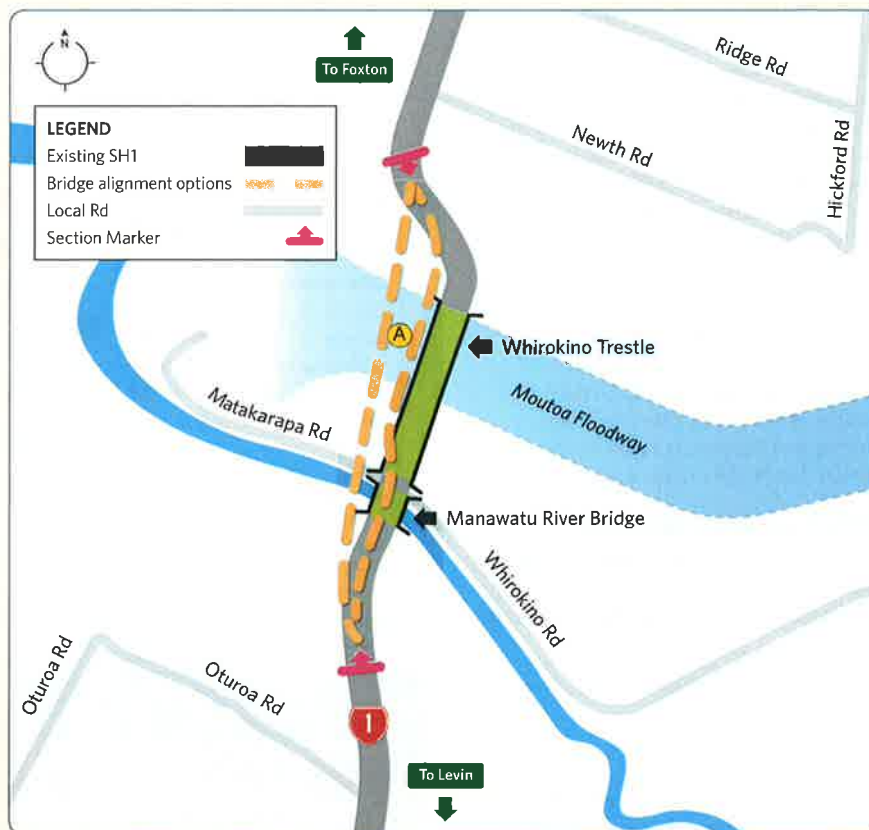 N
To Foxton
Ridge Rd
Newth Rd
Hickford Rd
LEGEND
Existing SH1
Bridge alignment options
Local Rd
Section Marker
A
Whirokino Trestle
Moutoa Floodway
Matakarapa Rd
Manawatu River Bridge
Whirokino Rd
Oturoa Rd
Oturoa Rd
1
To Levin